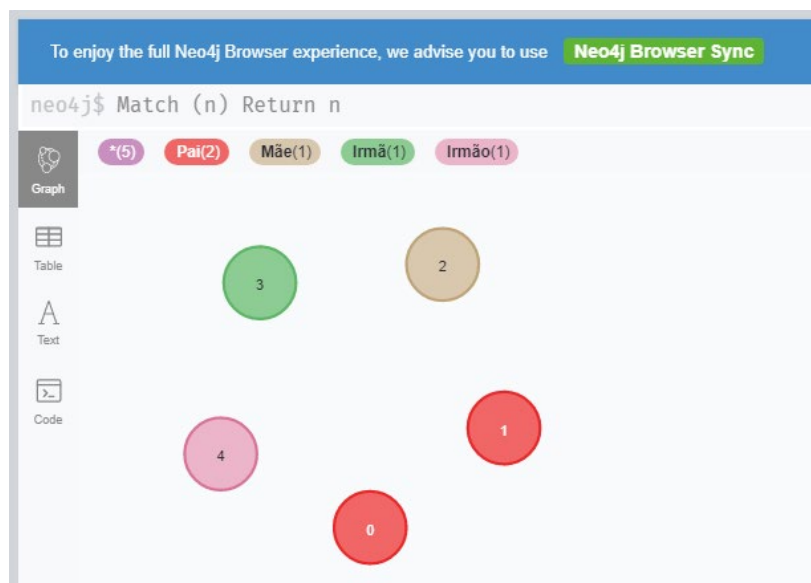 To enjoy the full Neo4j Browser experience, we advise you to use Neo4j Browser Sync
neo4j$ Match (n) Return n
*(5) Pai(2) Mãe(1) Irmã(1) Irmão(1)
Graph
Table
A
Text
>_
Code
3
2
1
4
0